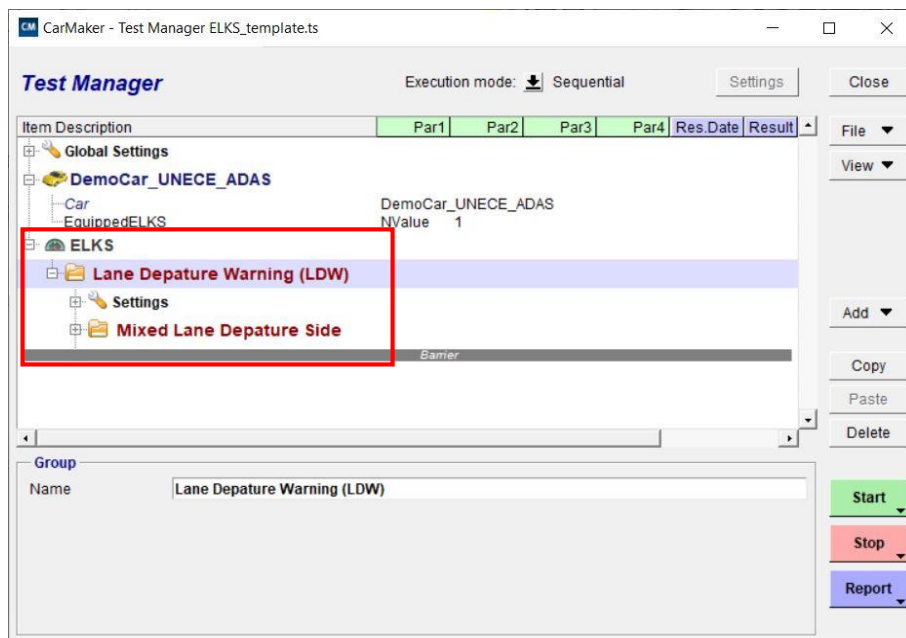 CM CarMaker - Test Manager ELKS_template.ts
Test Manager Execution mode: Sequential Settings Close
Item Description Par1 Par2 Par3 Par4 Res.Date Result File
Global Settings
View
DemoCar_UNECE_ADAS
Car DemoCar_UNECE_ADAS
EquippedELKS NValue 1
ELKS
Lane Depature Warning (LDW)
Settings
Add
Mixed Lane Depature Side
Barrier
Copy
Paste
Delete
Group
Name Lane Depature Warning (LDW)
Start
Stop
Report